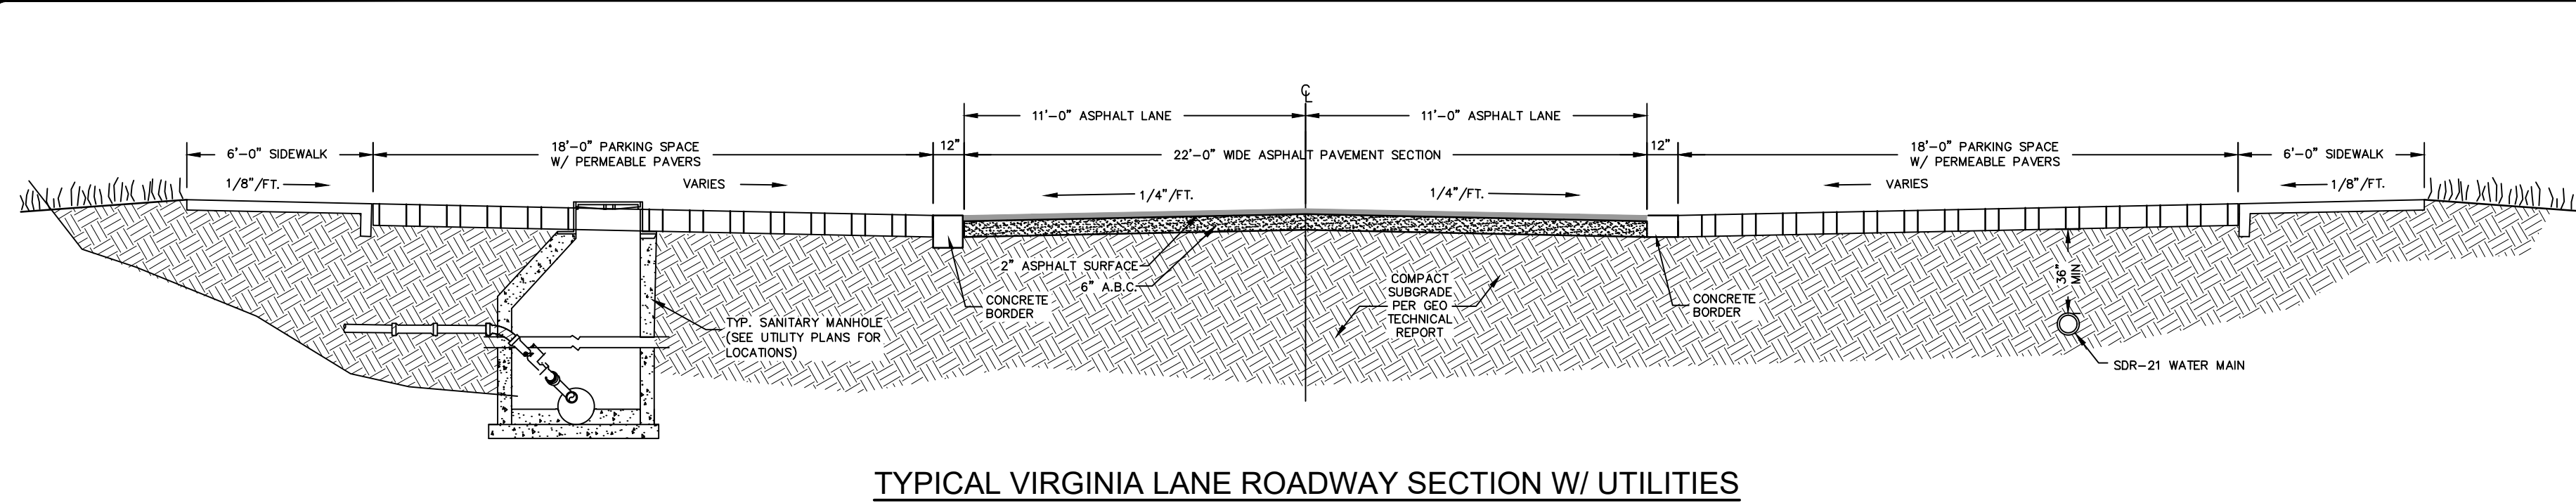 ℄
11'-0" ASPHALT LANE
11'-0" ASPHALT LANE
6'-0" SIDEWALK
18'-0" PARKING SPACE
W/ PERMEABLE PAVERS
12"
22'-0" WIDE ASPHALT PAVEMENT SECTION
12"
18'-0" PARKING SPACE
W/ PERMEABLE PAVERS
6'-0" SIDEWALK
1/8"/FT.
VARIES
1/4"/FT.
1/4"/FT.
VARIES
1/8"/FT.
2" ASPHALT SURFACE
6" A.B.C.
CONCRETE
BORDER
COMPACT
SUBGRADE
PER GEO
TECHNICAL
REPORT
CONCRETE
BORDER
36"
MIN
TYP. SANITARY MANHOLE
(SEE UTILITY PLANS FOR
LOCATIONS)
SDR-21 WATER MAIN
TYPICAL VIRGINIA LANE ROADWAY SECTION W/ UTILITIES